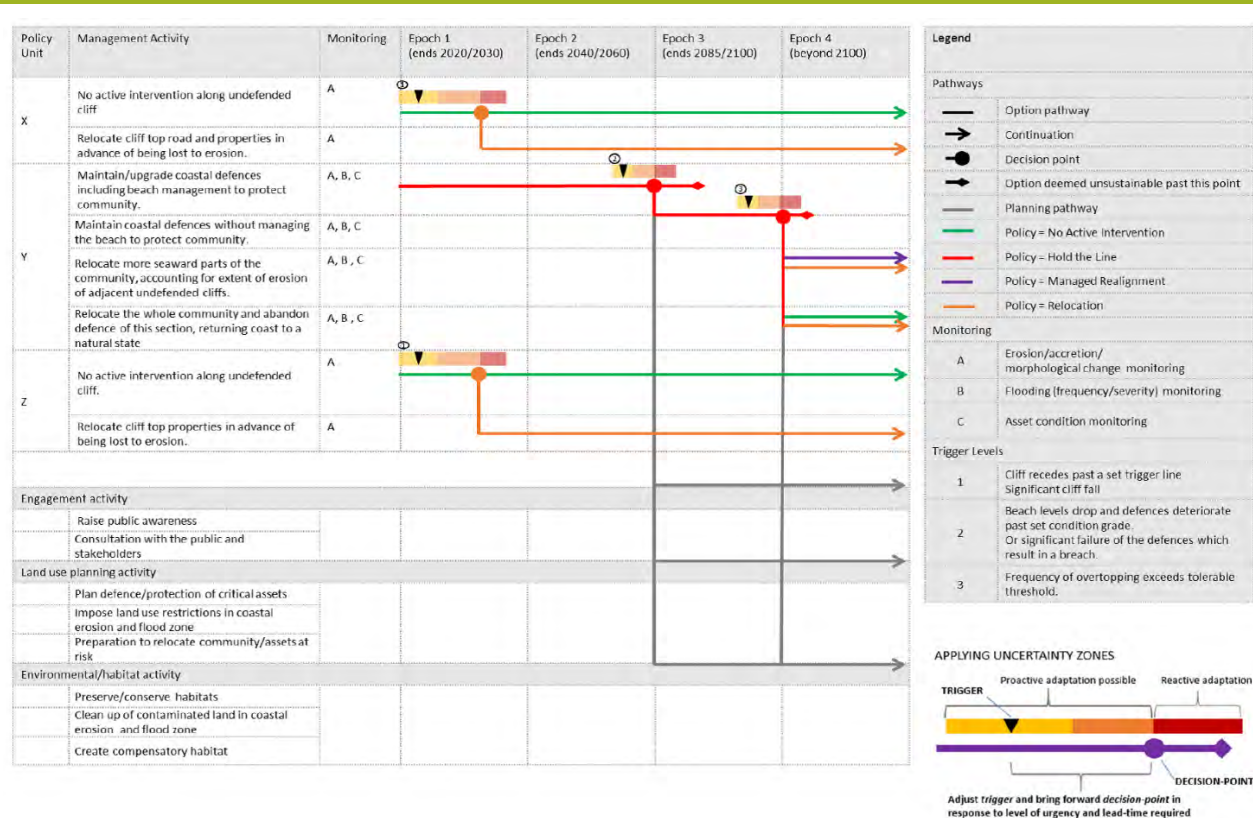 Policy Unit
Management Activity
Monitoring
Epoch 1
(ends 2020/2030)
Epoch 2
(ends 2040/2060)
Epoch 3
(ends 2085/2100)
Epoch 4
(beyond 2100)
X
No active intervention along undefended
cliff
A
Relocate cliff top road and properties in
advance of being lost to erosion.
A
Y
Maintain/upgrade coastal defences
including beach management to protect
community.
A, B, C
2
Maintain coastal defences without managing
the beach to protect community.
A, B, C
3
Relocate more seaward parts of the
community, accounting for extent of erosion
of adjacent undefended cliffs.
A, B , C
Relocate the whole community and abandon
defence of this section, returning coast to a
natural state
A, B, C
Z
No active intervention along undefended
cliff.
A
1
Relocate cliff top properties in advance of
being lost to erosion.
A
Engagement activity
Raise public awareness
Consultation with the public and
stakeholders
Land use planning activity
Plan defence/protection of critical assets
Impose land use restrictions in coastal
erosion and flood zone
Preparation to relocate community/assets at
risk
Environmental/habitat activity
Preserve/conserve habitats
Clean up of contaminated land in coastal
erosion and flood zone
Create compensatory habitat
Legend
Pathways
Option pathway
Continuation
Decision point
Option deemed unsustainable past this point
Planning pathway
Policy = No Active Intervention
Policy = Hold the Line
Policy = Managed Realignment
Policy = Relocation
Monitoring
A
Erosion/accretion/
morphological change monitoring
B
Flooding (frequency/severity) monitoring
C
Asset condition monitoring
Trigger Levels
1
Cliff recedes past a set trigger line
Significant cliff fall
2
Beach levels drop and defences deteriorate
past set condition grade.
Or significant failure of the defences which
result in a breach.
3
Frequency of overtopping exceeds tolerable
threshold.
APPLYING UNCERTAINTY ZONES
Proactive adaptation possible
Reactive adaptation
TRIGGER
DECISION-POINT
Adjust trigger and bring forward decision-point in
response to level of urgency and lead-time required